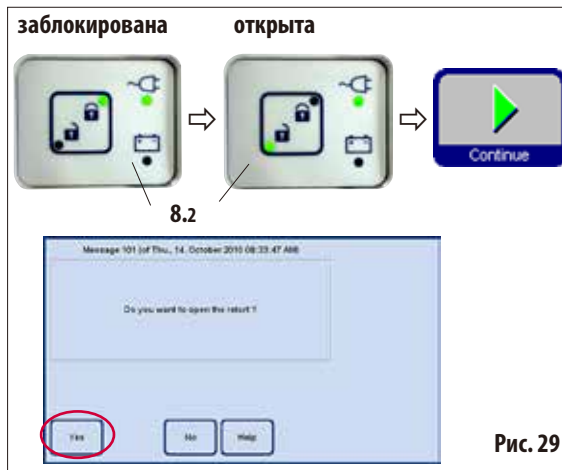 заблокирована открыта
Continue
8.2
Message 101 (of Thu., 14. October 2010 08:33:47 AM)
Do you want to open the retort ?
Yes No Help
Рис. 29